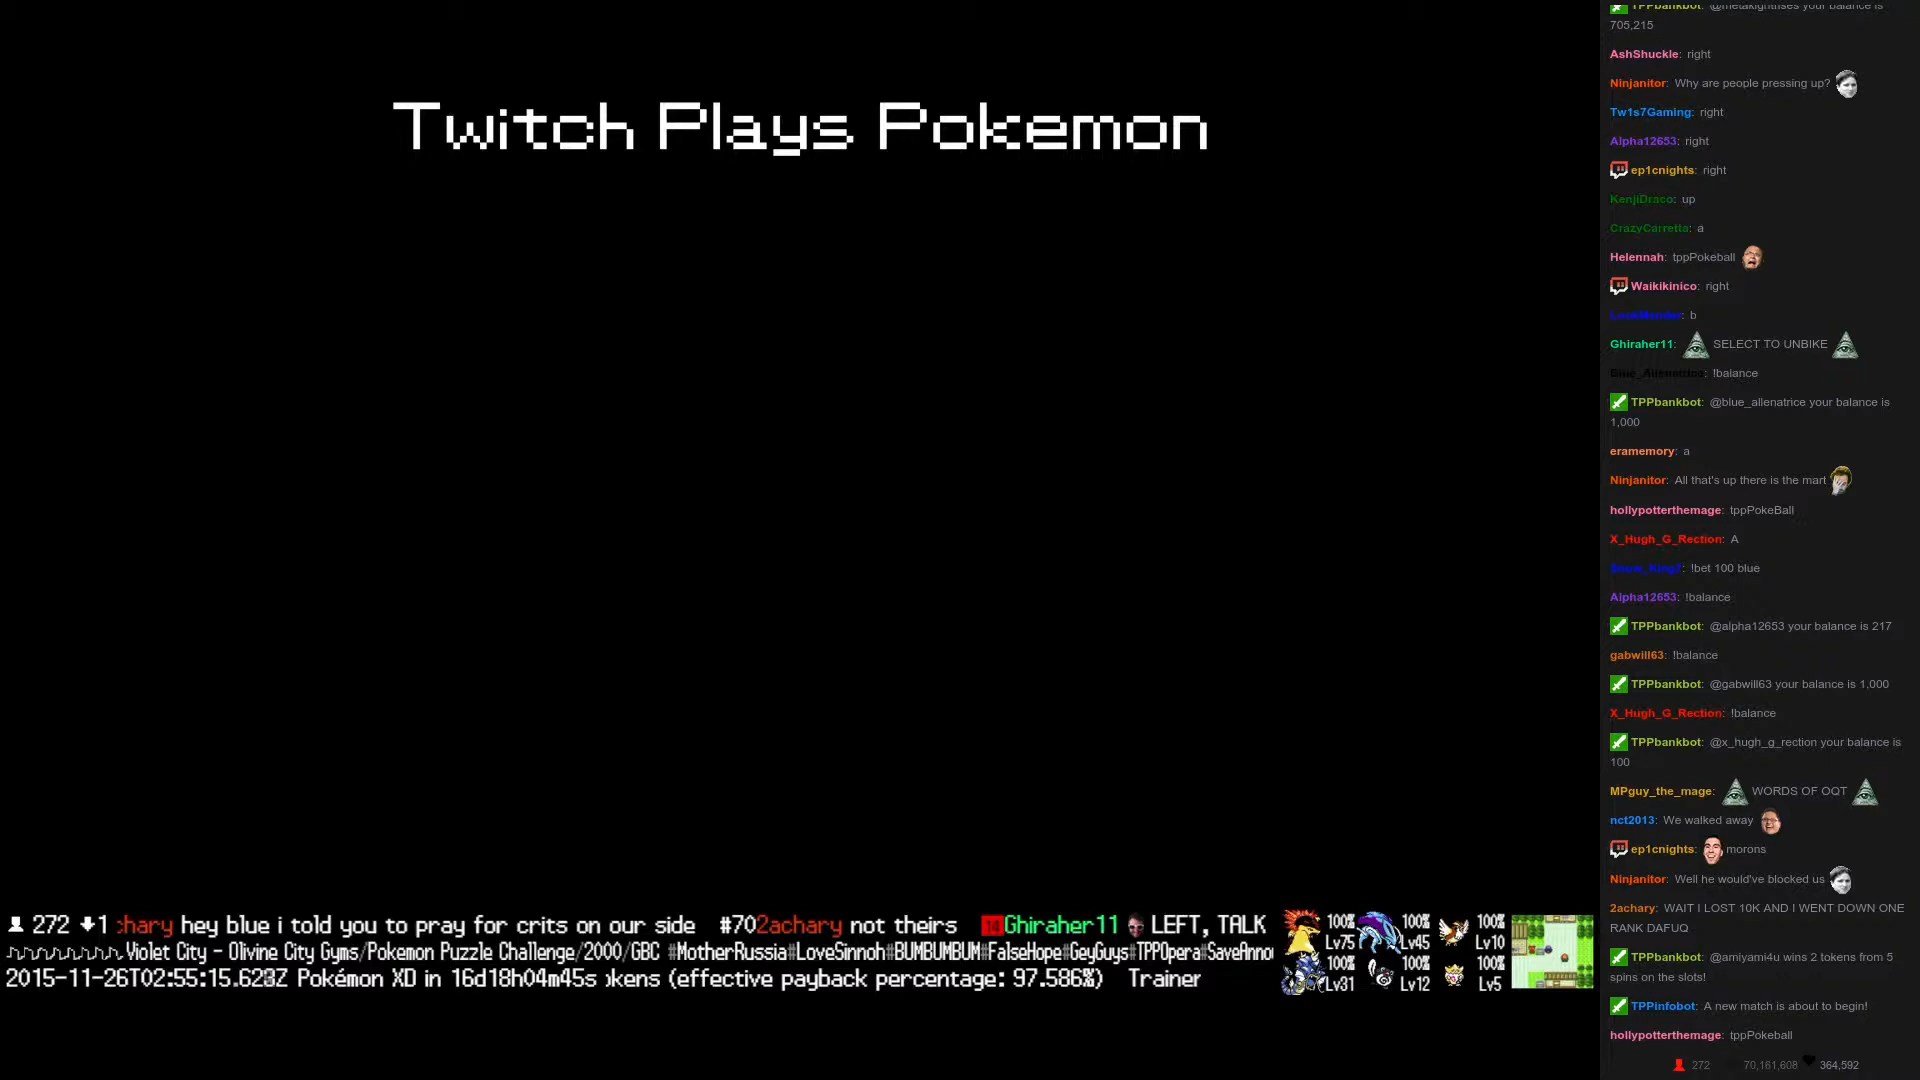 Twitch Plays Pokemon
272 1 :hary hey blue i told you to pray for crits on our side #702achary not theirs Ghiraher11 LEFT, TALK
Violet City - Olivine City Gyms/Pokemon Puzzle Challenge/2000/GBC #MotherRussia#LoveSinnoh#BUMBUMBUM#FalseHope#GeyGuys#TPPOpera#SaveAnno
Pokémon XD in 16d18h04m45s kens (effective payback percentage: 97.586%) Trainer
100% Lv75 100% Lv45 100% Lv10
100% Lv31 100% Lv12 100% Lv5
TPPbankbot: @metaknightrises your balance is
705,215
AshShuckle: right
Ninjanitor: Why are people pressing up?
Tw1s7Gaming: right
Alpha12653: right
ep1cnights: right
KenjiDraco: up
CrazyCarretta: a
Helennah: tppPokeball
Waikikinico: right
: b
Ghiraher11: SELECT TO UNBIKE
Blue_Allenatrice: !balance
TPPbankbot: @blue_allenatrice your balance is
1,000
eramemory: a
Ninjanitor: All that's up there is the mart
hollypotterthemage: tppPokeBall
X_Hugh_G_Rection: A
: !bet 100 blue
Alpha12653: !balance
TPPbankbot: @alpha12653 your balance is 217
gabwill63: !balance
TPPbankbot: @gabwill63 your balance is 1,000
X_Hugh_G_Rection: !balance
TPPbankbot: @x_hugh_g_rection your balance is
100
MPguy_the_mage: WORDS OF OQT
nct2013: We walked away
ep1cnights: morons
Ninjanitor: Well he would've blocked us
2achary: WAIT I LOST 10K AND I WENT DOWN ONE
RANK DAFUQ
TPPbankbot: @amiyami4u wins 2 tokens from 5
spins on the slots!
TPPinfobot: A new match is about to begin!
hollypotterthemage: tppPokeball
272 70,161,608 364,592